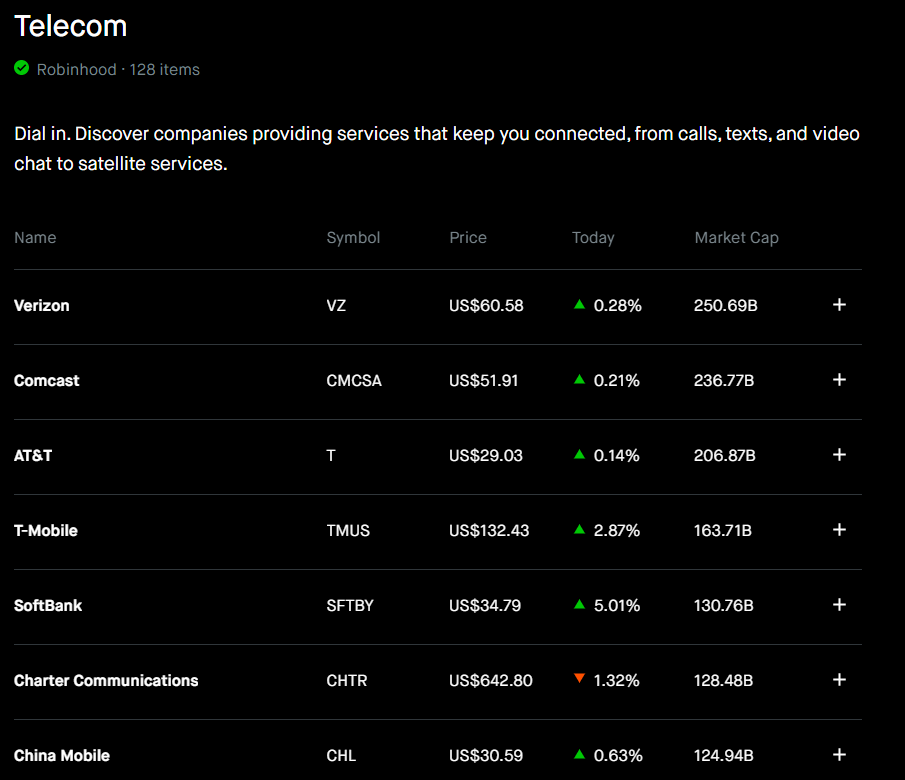 Telecom
Robinhood · 128 items
Dial in. Discover companies providing services that keep you connected, from calls, texts, and video
chat to satellite services.
Name Symbol Price Today Market Cap
Verizon VZ US$60.58 0.28% 250.69B +
Comcast CMCSA US$51.91 0.21% 236.77B +
AT&T T US$29.03 0.14% 206.87B +
T-Mobile TMUS US$132.43 2.87% 163.71B +
SoftBank SFTBY US$34.79 5.01% 130.76B +
Charter Communications CHTR US$642.80 1.32% 128.48B +
China Mobile CHL US$30.59 0.63% 124.94B +